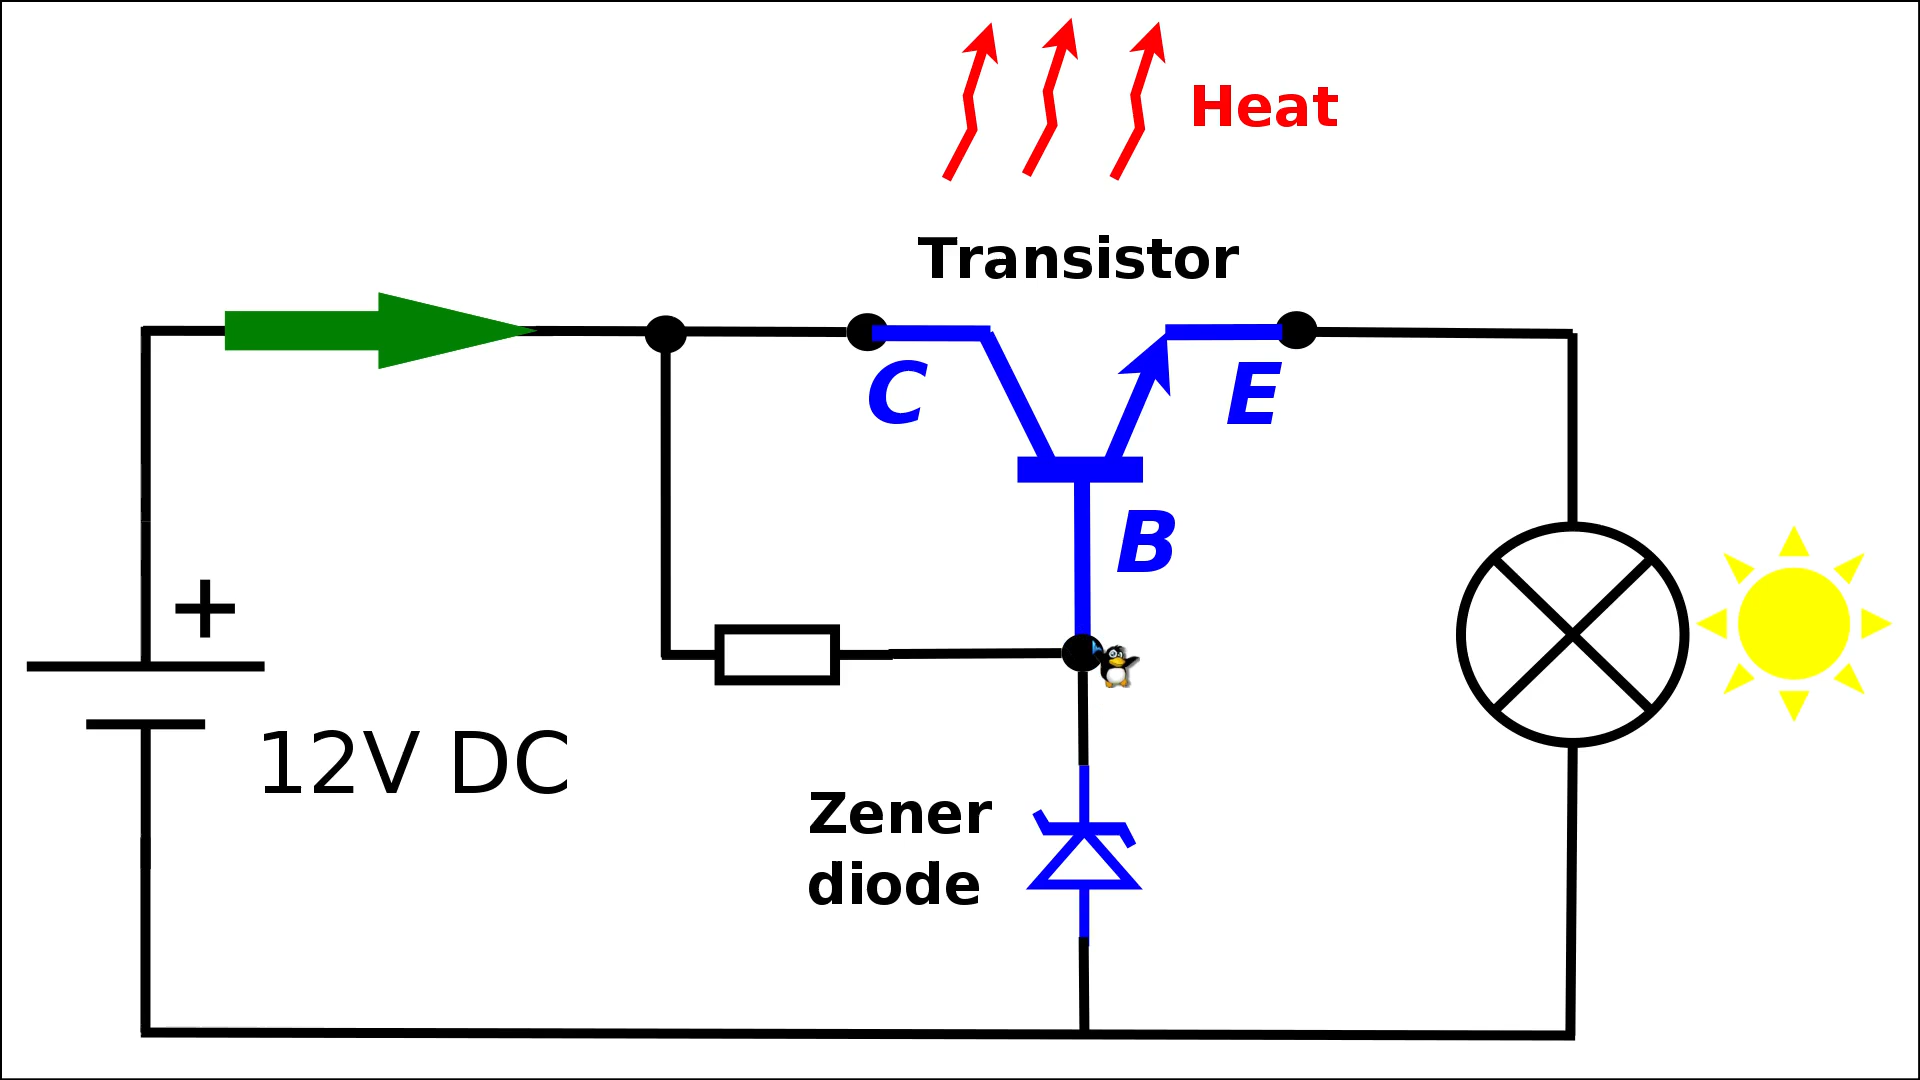 Heat
Transistor
C
E
B
+
12V DC
Zener
diode